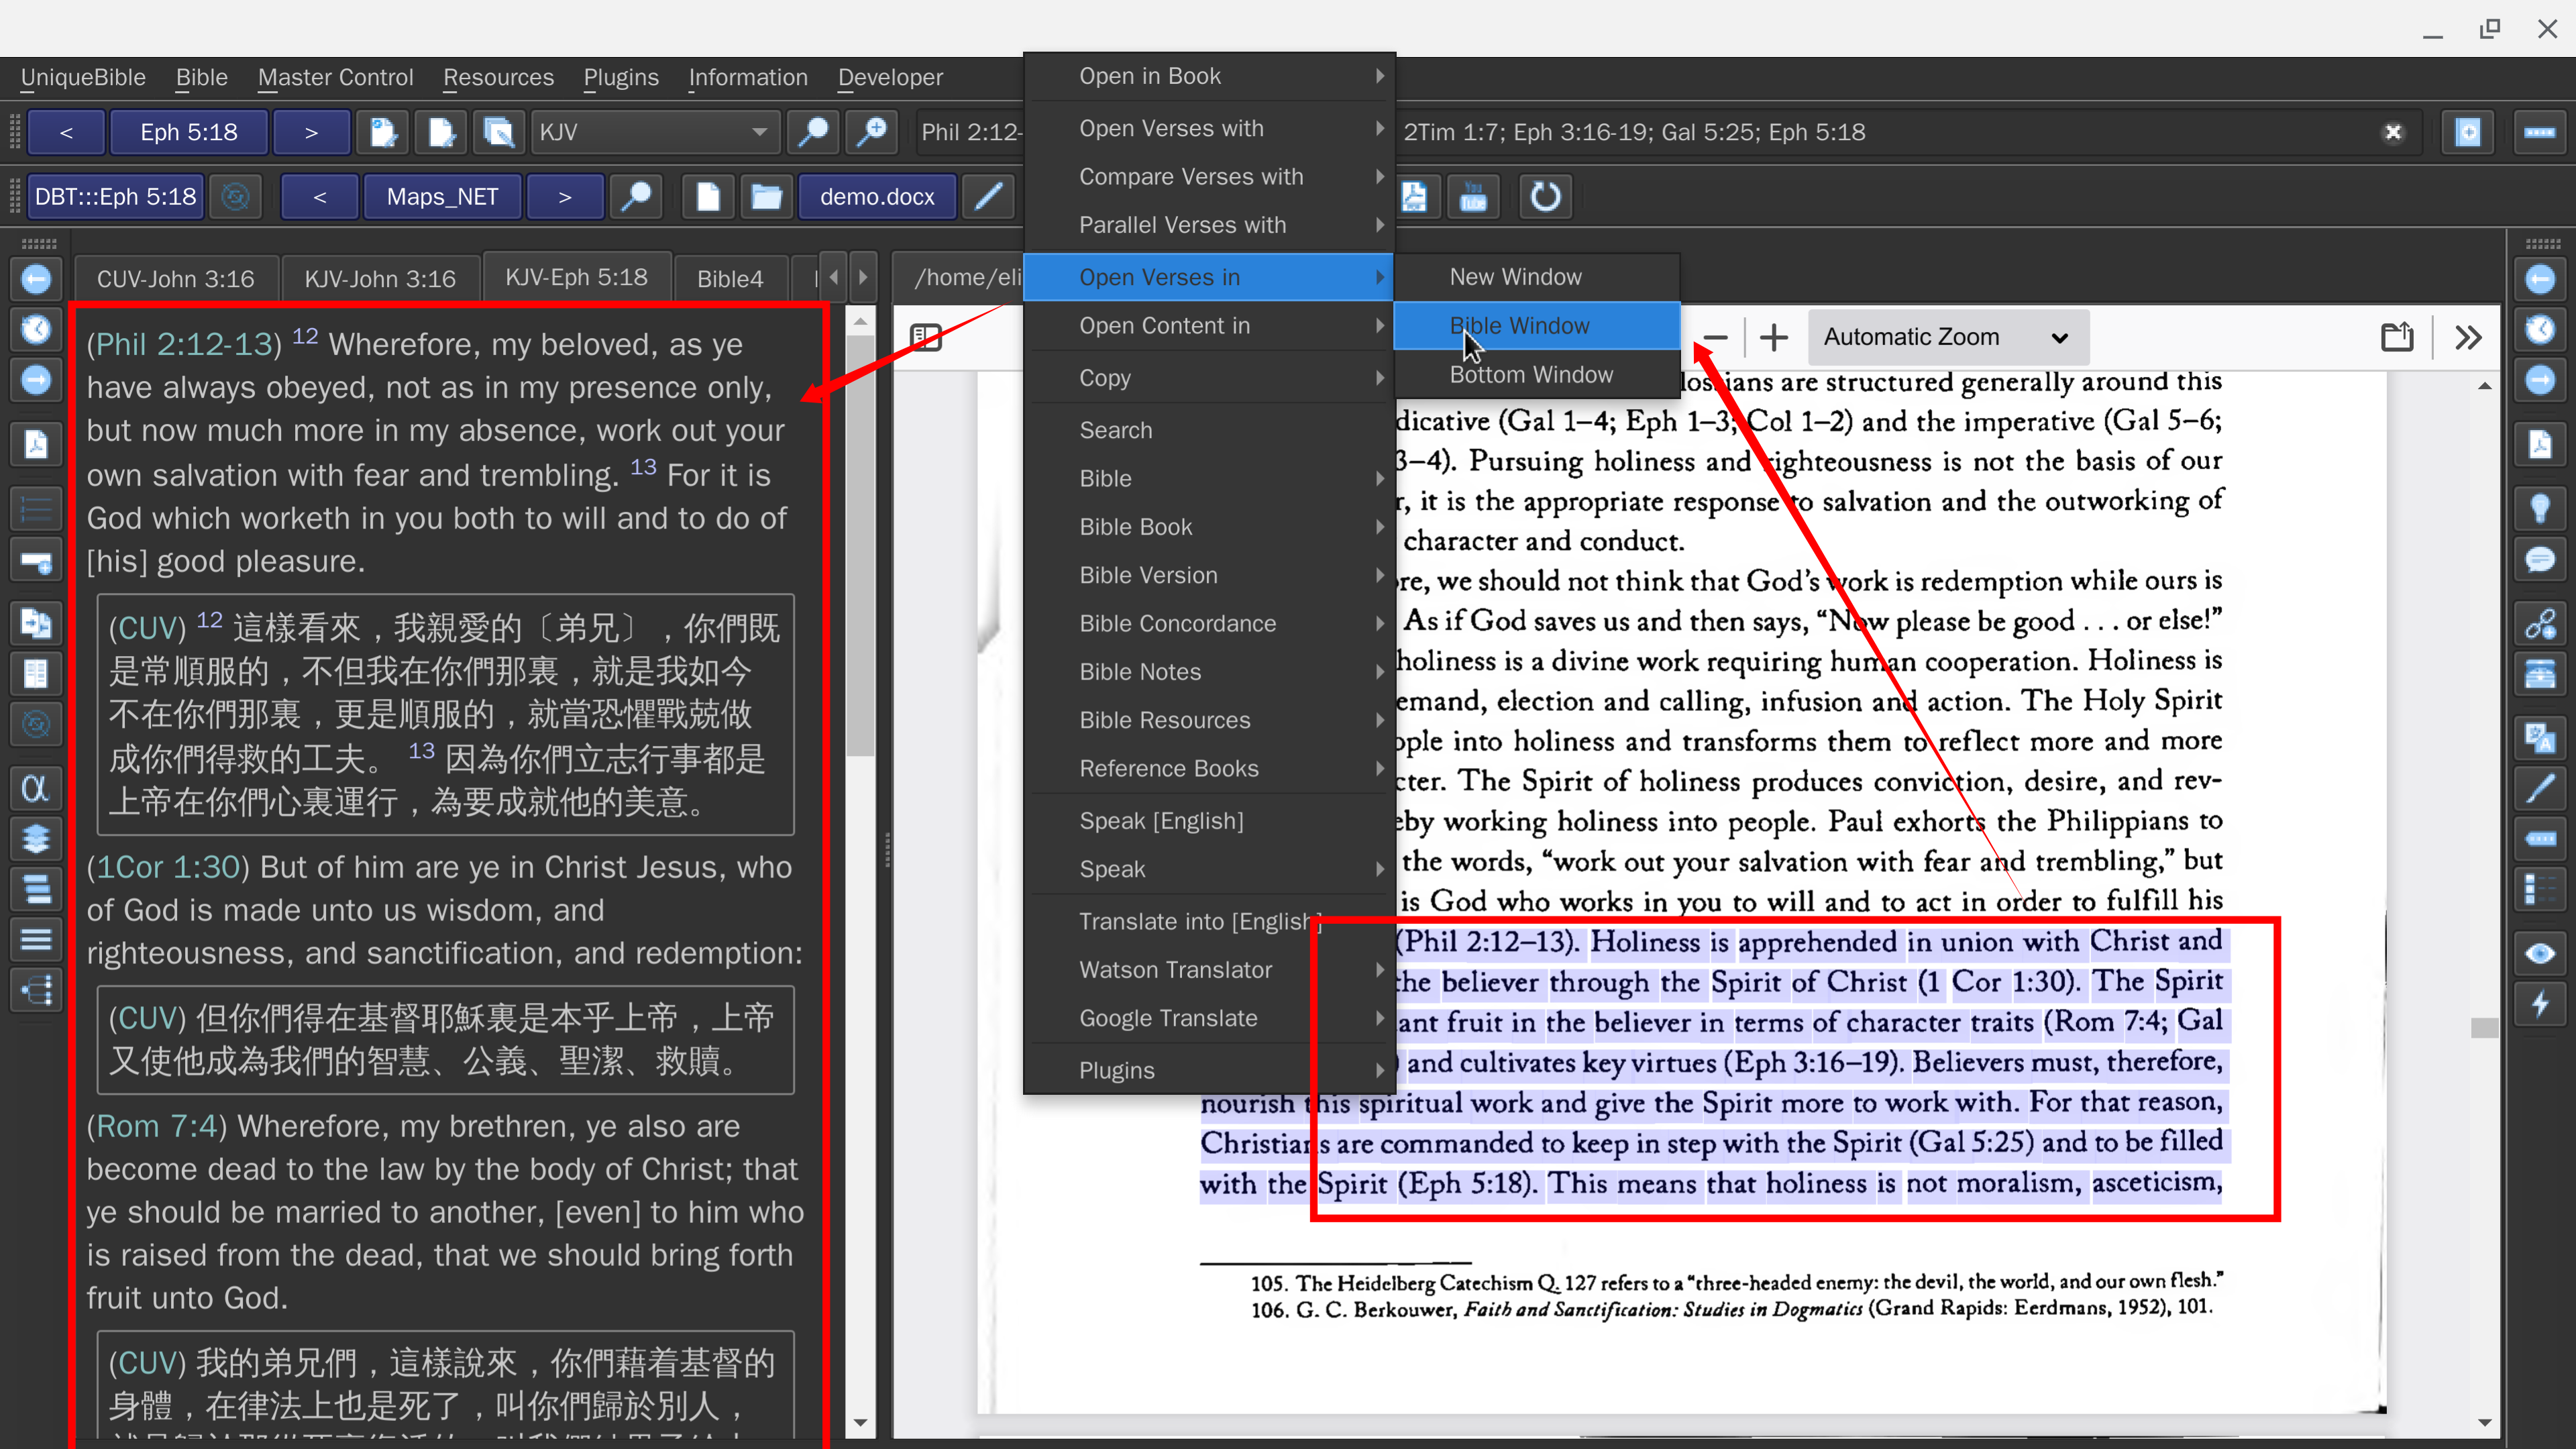 UniqueBible Bible Master Control Resources Plugins Information Developer
< Eph 5:18 > KJV Phil 2:12- 2Tim 1:7; Eph 3:16-19; Gal 5:25; Eph 5:18
DBT:::Eph 5:18 < Maps_NET > demo.docx You Tube
CUV-John 3:16 KJV-John 3:16 KJV-Eph 5:18 Bible4 /home/eli
(Phil 2:12-13) 12 Wherefore, my beloved, as ye
have always obeyed, not as in my presence only,
but now much more in my absence, work out your
own salvation with fear and trembling. 13 For it is
God which worketh in you both to will and to do of
[his] good pleasure.
(CUV) 12 這樣看來，我親愛的〔弟兄〕，你們既
是常順服的，不但我在你們那裏，就是我如今
不在你們那裏，更是順服的，就當恐懼戰兢做
成你們得救的工夫。 13 因為你們立志行事都是
上帝在你們心裏運行，為要成就他的美意。
(1Cor 1:30) But of him are ye in Christ Jesus, who
of God is made unto us wisdom, and
righteousness, and sanctification, and redemption:
(CUV) 但你們得在基督耶穌裏是本乎上帝，上帝
又使他成為我們的智慧、公義、聖潔、救贖。
(Rom 7:4) Wherefore, my brethren, ye also are
become dead to the law by the body of Christ; that
ye should be married to another, [even] to him who
is raised from the dead, that we should bring forth
fruit unto God.
(CUV) 我的弟兄們，這樣說來，你們藉着基督的
身體，在律法上也是死了，叫你們歸於別人，
Open in Book
Open Verses with
Compare Verses with
Parallel Verses with
Open Verses in
Open Content in
Copy
Search
Bible
Bible Book
Bible Version
Bible Concordance
Bible Notes
Bible Resources
Reference Books
Speak [English]
Speak
Translate into [English]
Watson Translator
Google Translate
Plugins
New Window
Bible Window
Bottom Window
Automatic Zoom
are structured generally around this
(Gal 1–4; Eph 1–3; Col 1–2) and the imperative (Gal 5–6;
3–4). Pursuing holiness and righteousness is not the basis of our
it is the appropriate response to salvation and the outworking of
character and conduct.
we should not think that God’s work is redemption while ours is
As if God saves us and then says, “Now please be good . . . or else!”
holiness is a divine work requiring human cooperation. Holiness is
election and calling, infusion and action. The Holy Spirit
into holiness and transforms them to reflect more and more
The Spirit of holiness produces conviction, desire, and rev-
working holiness into people. Paul exhorts the Philippians to
the words, “work out your salvation with fear and trembling,” but
is God who works in you to will and to act in order to fulfill his
(Phil 2:12–13). Holiness is apprehended in union with Christ and
the believer through the Spirit of Christ (1 Cor 1:30). The Spirit
fruit in the believer in terms of character traits (Rom 7:4; Gal
) and cultivates key virtues (Eph 3:16–19). Believers must, therefore,
nourish this spiritual work and give the Spirit more to work with. For that reason,
Christians are commanded to keep in step with the Spirit (Gal 5:25) and to be filled
with the Spirit (Eph 5:18). This means that holiness is not moralism, asceticism,
105. The Heidelberg Catechism Q. 127 refers to a “three-headed enemy: the devil, the world, and our own flesh.”
106. G. C. Berkouwer, Faith and Sanctification: Studies in Dogmatics (Grand Rapids: Eerdmans, 1952), 101.